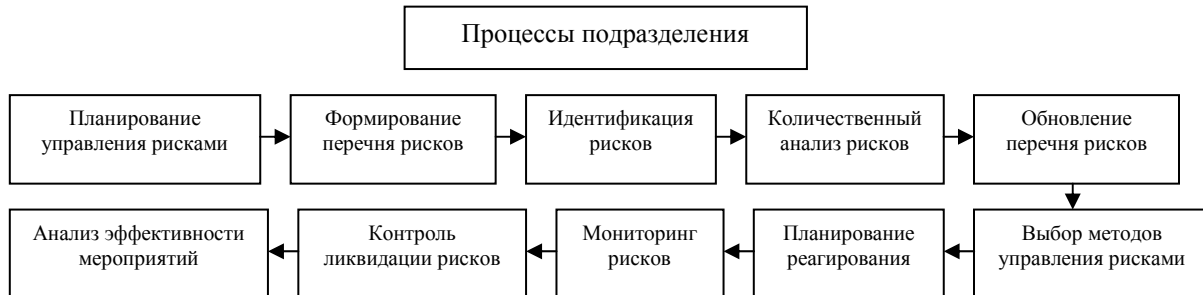 Процессы подразделения
Планирование
управления рисками
Формирование
перечня рисков
Идентификация
рисков
Количественный
анализ рисков
Обновление
перечня рисков
Анализ эффективности
мероприятий
Контроль
ликвидации рисков
Мониторинг
рисков
Планирование
реагирования
Выбор методов
управления рисками